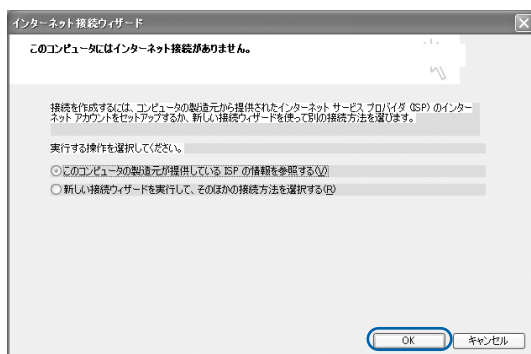 インターネット接続ウィザード
このコンピュータにはインターネット接続がありません。
接続を作成するには、コンピュータの製造元から提供されたインターネット サービス プロバイダ (ISP) のインター
ネット アカウントをセットアップするか、新しい接続ウィザードを使って別の接続方法を選びます。
実行する操作を選択してください。
このコンピュータの製造元が提供している ISP の情報を参照する(V)
新しい接続ウィザードを実行して、そのほかの接続方法を選択する(R)
OK キャンセル